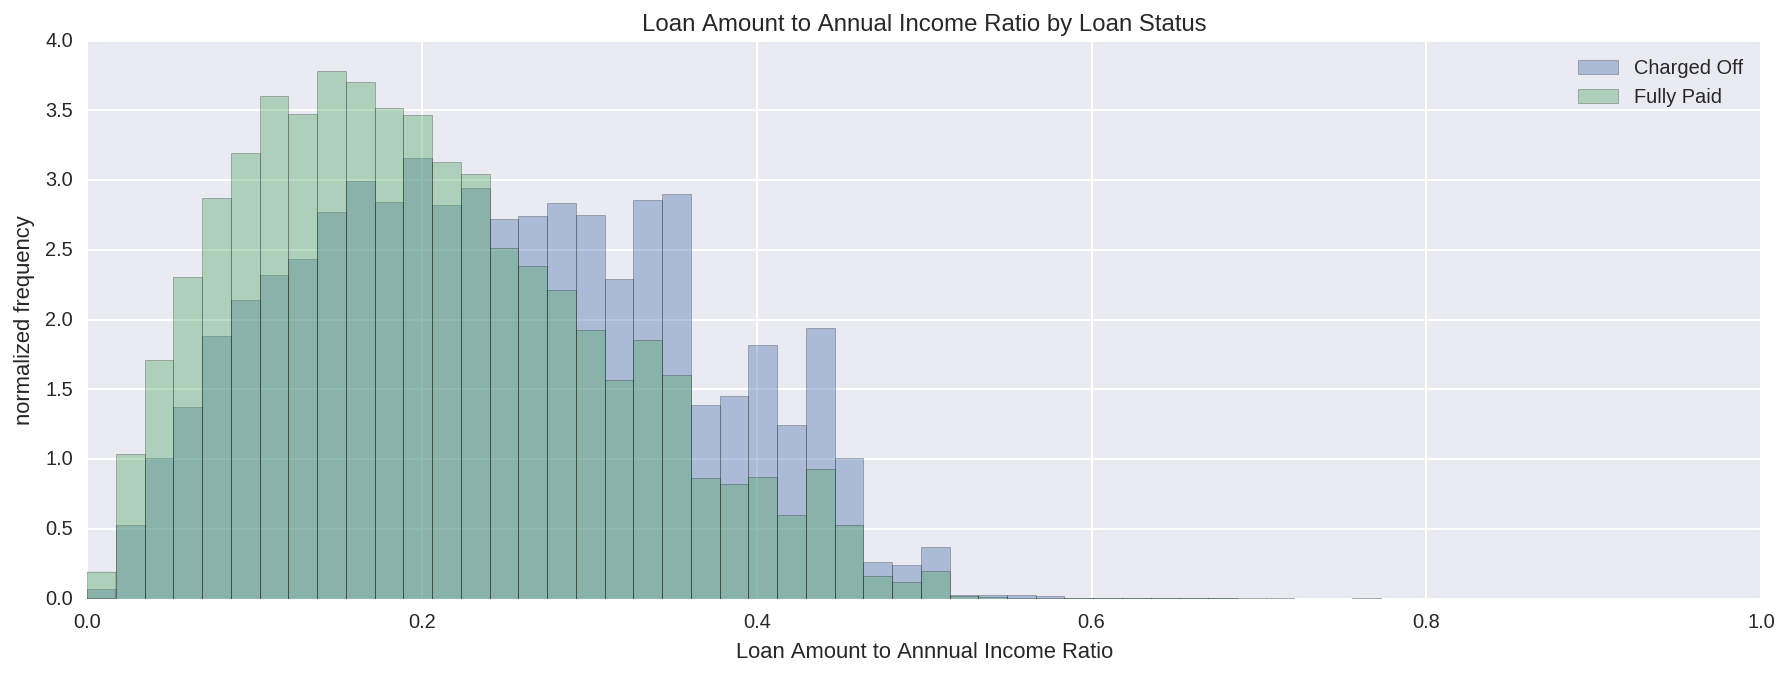 Loan Amount to Annual Income Ratio by Loan Status
4.0
3.5
3.0
2.5
2.0
1.5
1.0
0.5
0.0
normalized frequency
Charged Off
Fully Paid
0.0 0.2 0.4 0.6 0.8 1.0
Loan Amount to Annnual Income Ratio